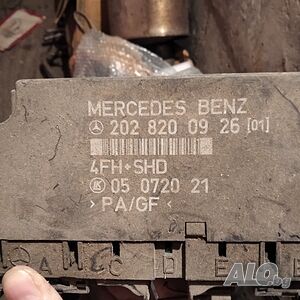 MERCEDES BENZ
202 820 09 26 [01]
4FH+SHD
05 0720 21
> PA/GF <
A C D E
ALO.bg